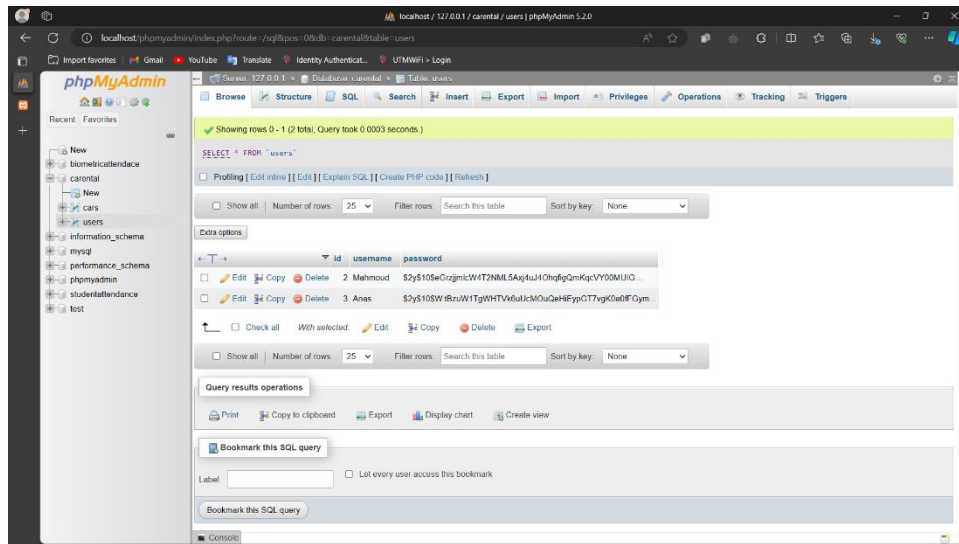 localhost / 127.0.0.1 / carental / users | phpMyAdmin 5.2.0
localhost/phpmyadmin/index.php?route=/sql&pos=0&db=carental&table=users
Import favorites Gmail YouTube Translate Identity Authenticat... UTMWiFi > Login
phpMyAdmin
Recent Favorites
New
biometricattendace
carental
New
cars
users
information_schema
mysql
performance_schema
phpmyadmin
studentattendance
test
Server: 127.0.0.1 » Database: carental » Table: users
Browse Structure SQL Search Insert Export Import Privileges Operations Tracking Triggers
Showing rows 0 - 1 (2 total, Query took 0.0003 seconds.)
SELECT * FROM `users`
Profiling [ Edit inline ] [ Edit ] [ Explain SQL ] [ Create PHP code ] [ Refresh ]
Show all Number of rows: 25 Filter rows: Search this table Sort by key: None
Extra options
id username password
Edit Copy Delete 2 Mahmoud
Edit Copy Delete 3 Anas
Check all With selected: Edit Copy Delete Export
Show all Number of rows: 25 Filter rows: Search this table Sort by key: None
Query results operations
Print Copy to clipboard Export Display chart Create view
Bookmark this SQL query
Label: Let every user access this bookmark
Bookmark this SQL query
Console